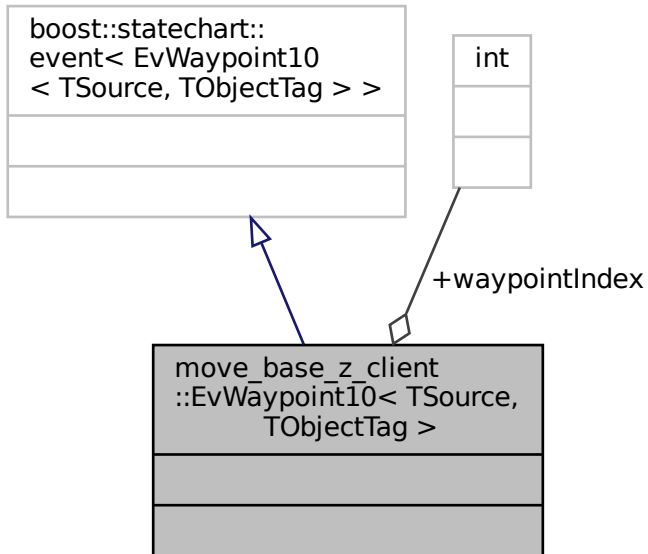 boost::statechart::
event< EvWaypoint10
< TSource, TObjectTag > >
int
+waypointIndex
move_base_z_client
::EvWaypoint10< TSource,
TObjectTag >